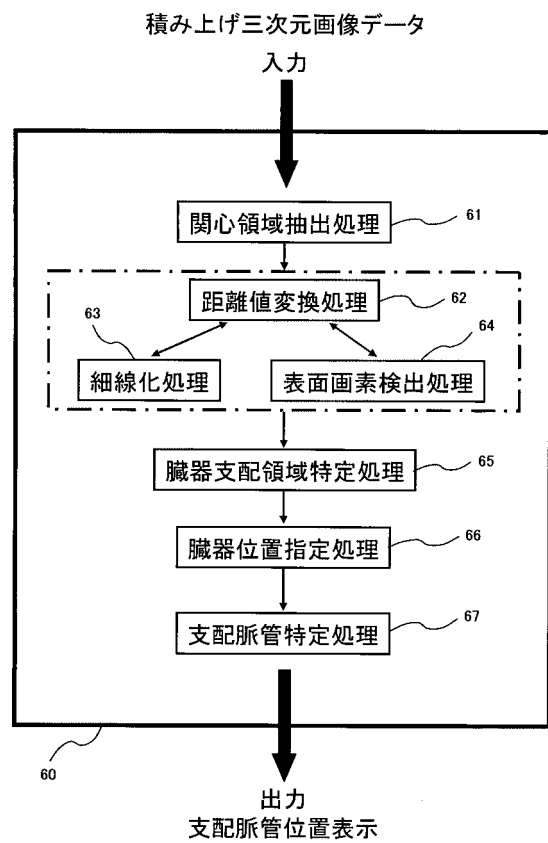 積み上げ三次元画像データ
入力
関心領域抽出処理
61
距離値変換処理
62
63
64
細線化処理
表面画素検出処理
臓器支配領域特定処理
65
臓器位置指定処理
66
支配脈管特定処理
67
60
出力
支配脈管位置表示